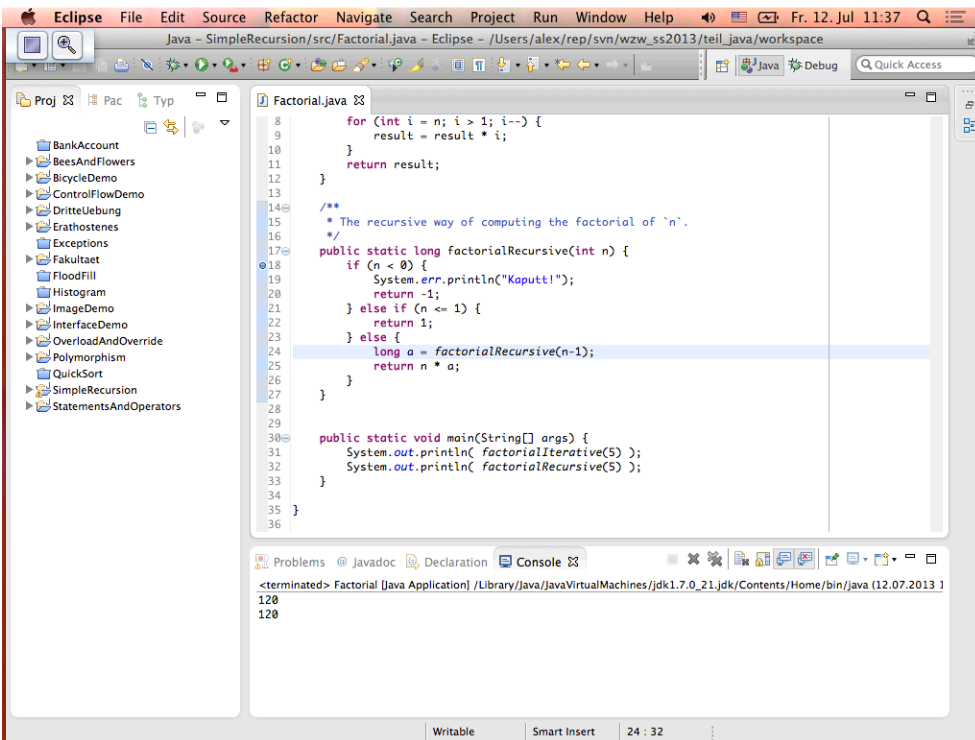 Eclipse File Edit Source Refactor Navigate Search Project Run Window Help Fr. 12. Jul 11:37
Java – SimpleRecursion/src/Factorial.java – Eclipse – /Users/alex/rep/svn/wzw_ss2013/teil_java/workspace
Java Debug Quick Access
Proj Pac Typ
BankAccount
BeesAndFlowers
BicycleDemo
ControlFlowDemo
DritteUebung
Erathostenes
Exceptions
Fakultaet
FloodFill
Histogram
ImageDemo
InterfaceDemo
OverloadAndOverride
Polymorphism
QuickSort
SimpleRecursion
StatementsAndOperators
Factorial.java
8 for (int i = n; i > 1; i--) {
9 result = result * i;
10 }
11 return result;
12 }
13
14 /**
15 * The recursive way of computing the factorial of `n`.
16 */
17 public static long factorialRecursive(int n) {
18 if (n < 0) {
19 System.err.println("Kaputt!");
20 return -1;
21 } else if (n <= 1) {
22 return 1;
23 } else {
24 long a = factorialRecursive(n-1);
25 return n * a;
26 }
27 }
28
29
30 public static void main(String[] args) {
31 System.out.println( factorialIterative(5) );
32 System.out.println( factorialRecursive(5) );
33 }
34
35 }
36
Problems @ Javadoc Declaration Console
<terminated> Factorial [Java Application] /Library/Java/JavaVirtualMachines/jdk1.7.0_21.jdk/Contents/Home/bin/java (12.07.2013 1
120
120
Writable Smart Insert 24 : 32